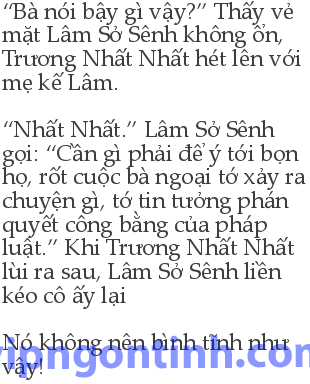 “Bà nói bậy gì vậy?” Thấy vẻ
mặt Lâm Sở Sênh không ổn,
Trương Nhất Nhất hét lên với
mẹ kế Lâm.
“Nhất Nhất.” Lâm Sở Sênh
gọi: “Cần gì phải để ý tới bọn
họ, rốt cuộc bà ngoại tớ xảy ra
chuyện gì, tớ tin tưởng phán
quyết công bằng của pháp
luật.” Khi Trương Nhất Nhất
lùi ra sau, Lâm Sở Sênh liền
kéo cô ấy lại
Nó không nên bình tĩnh như
vậy!
vipngontinh.com